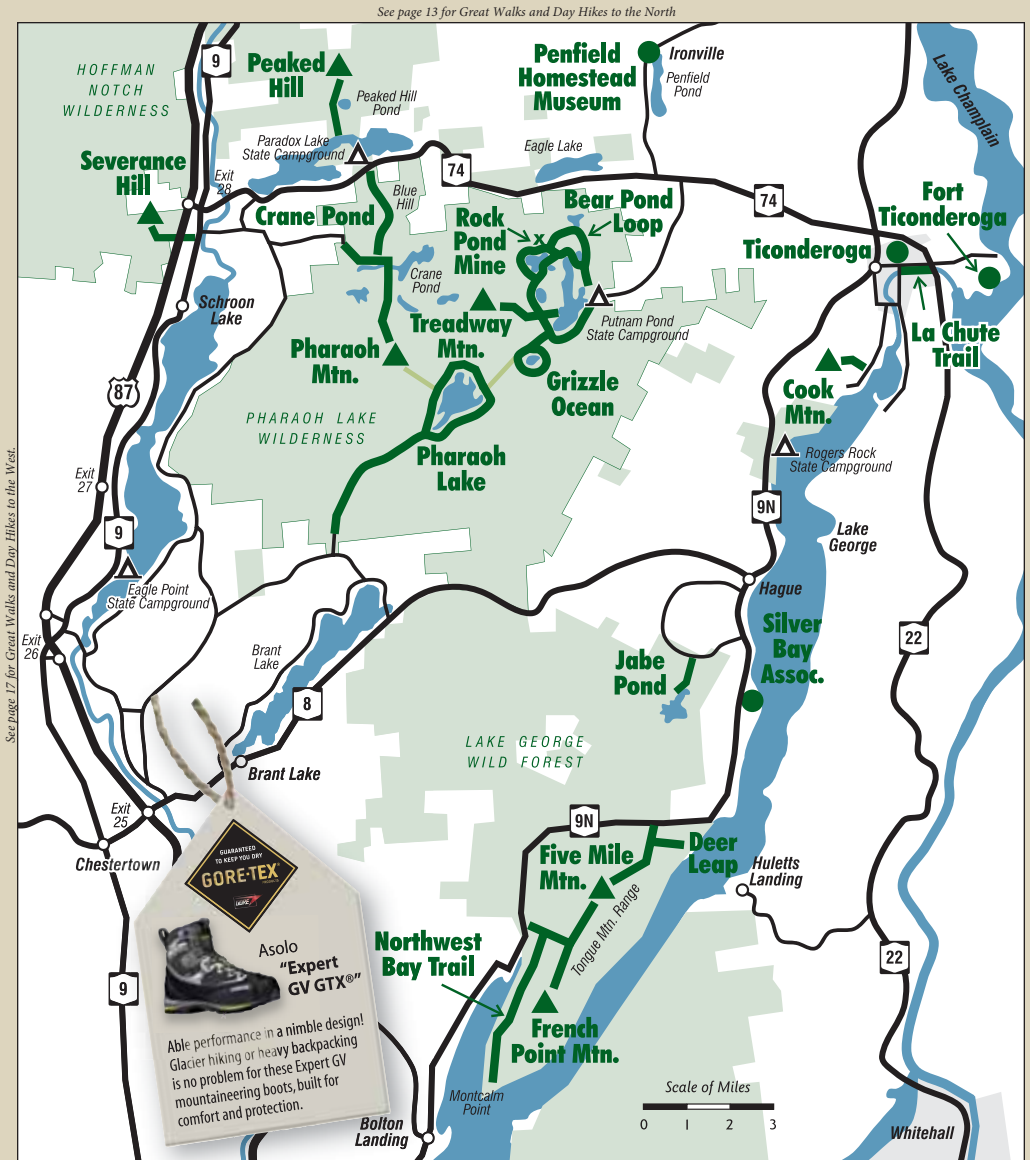 See page 13 for Great Walks and Day Hikes to the North
See page 17 for Great Walks and Day Hikes to the West.
HOFFMAN
NOTCH
WILDERNESS
9
Peaked
Hill
Peaked Hill
Pond
Penfield
Homestead
Museum
Ironville
Penfield
Pond
Lake Champlain
Paradox Lake
State Campground
Eagle Lake
Severance
Hill
Exit
28
74
74
Blue
Hill
Crane Pond
Rock
Pond
Mine
x
Bear Pond
Loop
Fort
Ticonderoga
Ticonderoga
Crane
Pond
Schroon
Lake
Treadway
Mtn.
Putnam Pond
State Campground
La Chute
Trail
Pharaoh
Mtn.
Grizzle
Ocean
Cook
Mtn.
87
PHARAOH LAKE
WILDERNESS
Pharaoh
Lake
Rogers Rock
State Campground
Exit
27
9
9N
Lake
George
Eagle Point
State Campground
Hague
Exit
26
Brant
Lake
Silver
Bay
Assoc.
22
Jabe
Pond
8
LAKE GEORGE
WILD FOREST
Brant Lake
Exit
25
Chestertown
9N
Five Mile
Mtn.
Deer
Leap
Huletts
Landing
GUARANTEED
TO KEEP YOU DRY
GORE-TEX®
GORE
Tongue Mtn. Range
Northwest
Bay Trail
22
Asolo
“Expert
GV GTX®”
9
French
Point Mtn.
Able performance in a nimble design!
Glacier hiking or heavy backpacking
is no problem for these Expert GV
mountaineering boots, built for
comfort and protection.
Montcalm
Point
Scale of Miles
0 1 2 3
Bolton
Landing
Whitehall